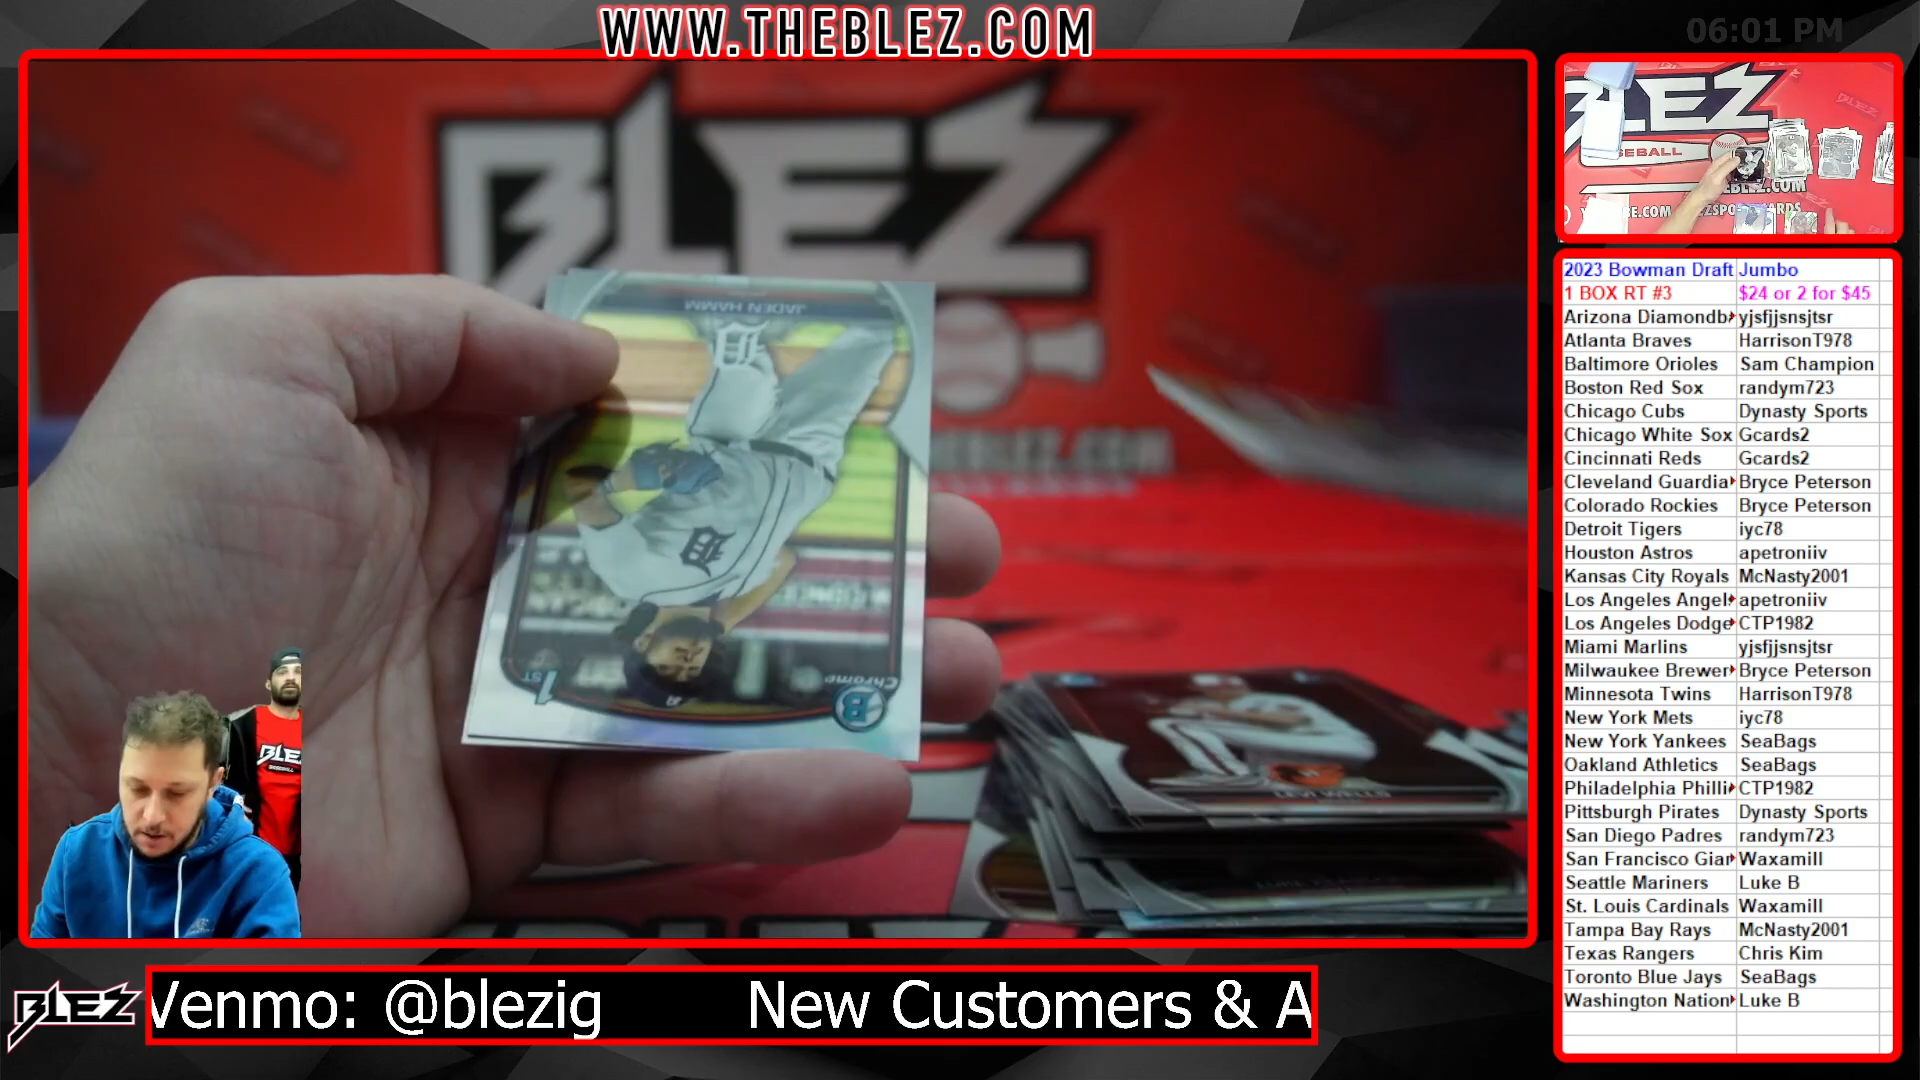 WWW.THEBLEZ.COM
06:01 PM
BLEZ
JADEN HAMM
1ST
Chrome
B
LEVI WELLS
BLEZ
BASEBALL
2023 Bowman Draft Jumbo
1 BOX RT #3 $24 or 2 for $45
Arizona Diamondb yjsfjjsnsjtsr
Atlanta Braves HarrisonT978
Baltimore Orioles Sam Champion
Boston Red Sox randym723
Chicago Cubs Dynasty Sports
Chicago White Sox Gcards2
Cincinnati Reds Gcards2
Cleveland Guardia Bryce Peterson
Colorado Rockies Bryce Peterson
Detroit Tigers iyc78
Houston Astros apetroniiv
Kansas City Royals McNasty2001
Los Angeles Angel apetroniiv
Los Angeles Dodge CTP1982
Miami Marlins yjsfjjsnsjtsr
Milwaukee Brewer Bryce Peterson
Minnesota Twins HarrisonT978
New York Mets iyc78
New York Yankees SeaBags
Oakland Athletics SeaBags
Philadelphia Philli CTP1982
Pittsburgh Pirates Dynasty Sports
San Diego Padres randym723
San Francisco Gian Waxamill
Seattle Mariners Luke B
St. Louis Cardinals Waxamill
Tampa Bay Rays McNasty2001
Texas Rangers Chris Kim
Toronto Blue Jays SeaBags
Washington Nation Luke B
BLEZ
Venmo: @blezig New Customers & A